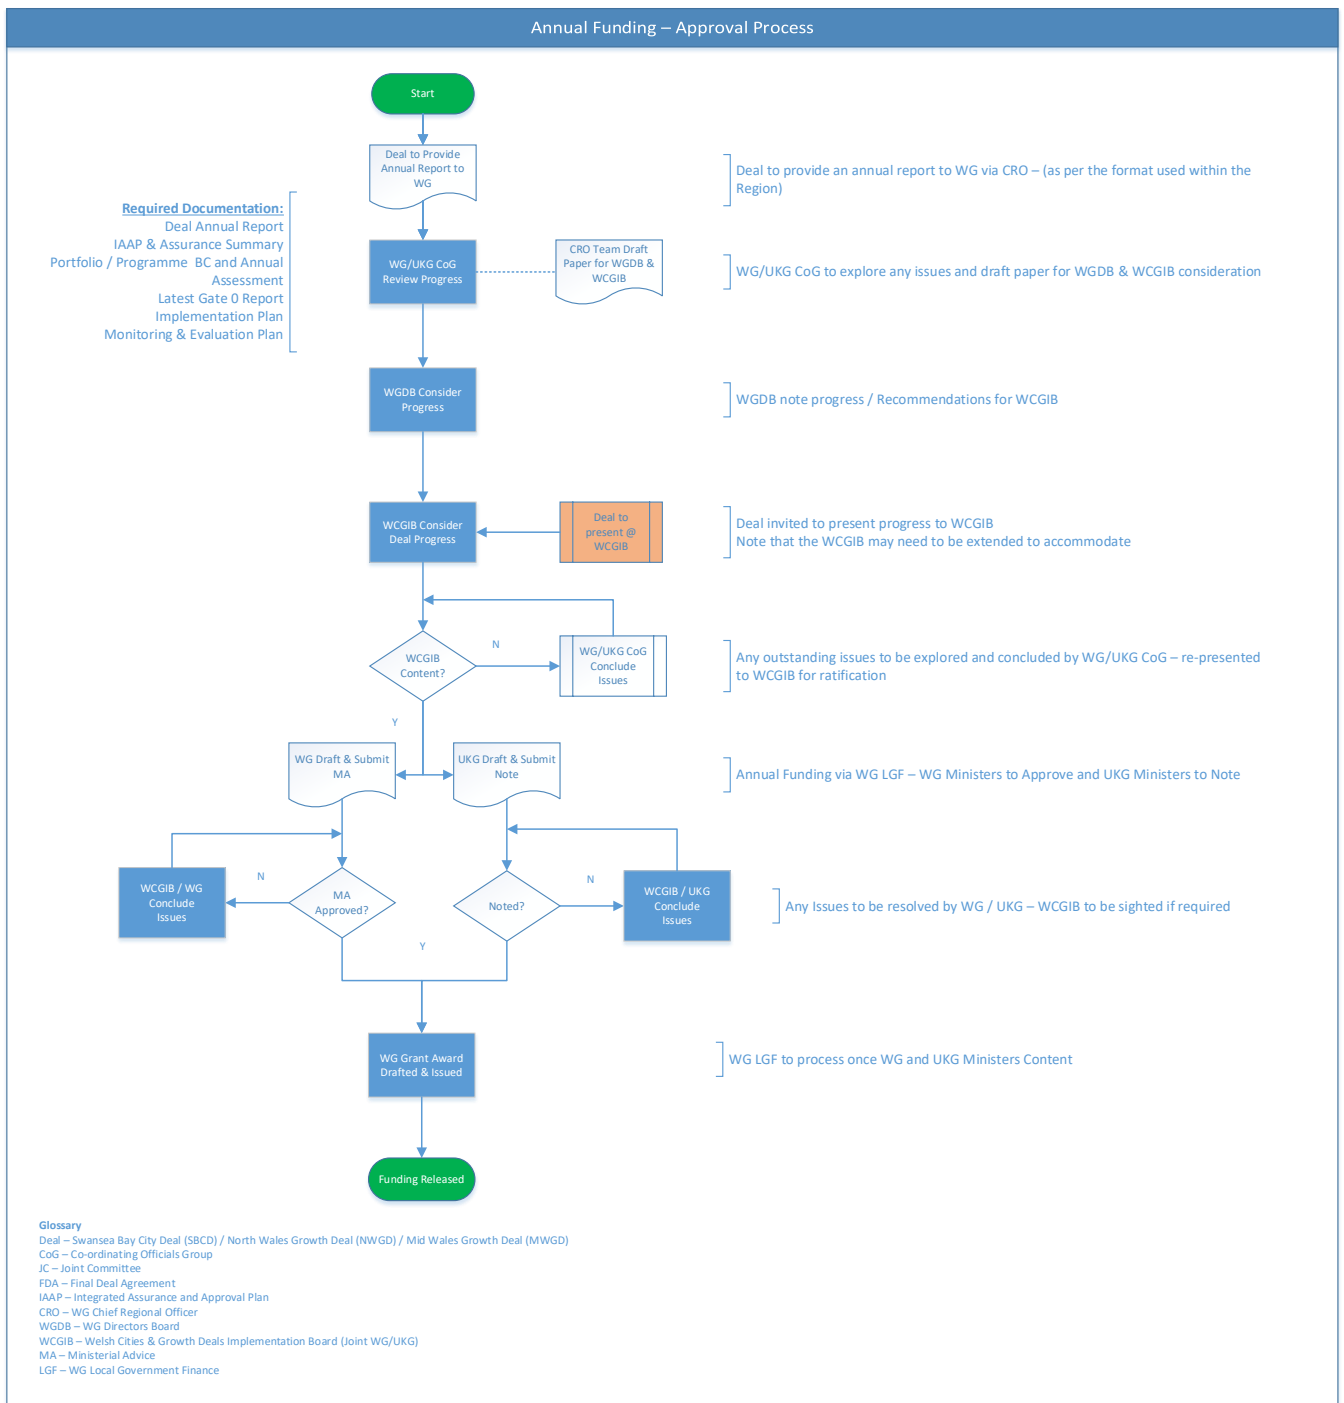 Annual Funding – Approval Process
Start
Deal to Provide
Annual Report to
WG
Deal to provide an annual report to WG via CRO – (as per the format used within the
Region)
Required Documentation:
Deal Annual Report
IAAP & Assurance Summary
Portfolio / Programme BC and Annual
Assessment
Latest Gate 0 Report
Implementation Plan
Monitoring & Evaluation Plan
WG/UKG CoG
Review Progress
CRO Team Draft
Paper for WGDB &
WCGIB
WG/UKG CoG to explore any issues and draft paper for WGDB & WCGIB consideration
WGDB Consider
Progress
WGDB note progress / Recommendations for WCGIB
WCGIB Consider
Deal Progress
Deal to
present @
WCGIB
Deal invited to present progress to WCGIB
Note that the WCGIB may need to be extended to accommodate
WCGIB
Content?
N
WG/UKG CoG
Conclude
Issues
Any outstanding issues to be explored and concluded by WG/UKG CoG – re-presented
to WCGIB for ratification
Y
WG Draft & Submit
MA
UKG Draft & Submit
Note
Annual Funding via WG LGF – WG Ministers to Approve and UKG Ministers to Note
WCGIB / WG
Conclude
Issues
N
MA
Approved?
Noted?
N
WCGIB / UKG
Conclude
Issues
Any Issues to be resolved by WG / UKG – WCGIB to be sighted if required
Y
WG Grant Award
Drafted & Issued
WG LGF to process once WG and UKG Ministers Content
Funding Released
Glossary
Deal – Swansea Bay City Deal (SBCD) / North Wales Growth Deal (NWGD) / Mid Wales Growth Deal (MWGD)
CoG – Co-ordinating Officials Group
JC – Joint Committee
FDA – Final Deal Agreement
IAAP – Integrated Assurance and Approval Plan
CRO – WG Chief Regional Officer
WGDB – WG Directors Board
WCGIB – Welsh Cities & Growth Deals Implementation Board (Joint WG/UKG)
MA – Ministerial Advice
LGF – WG Local Government Finance